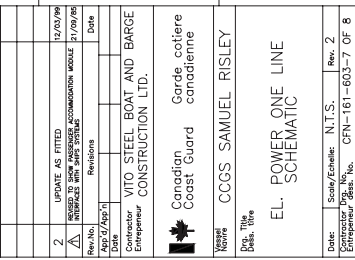 2 UPDATE AS FITTED 12/03/99
1 REVISED TO SHOW PASSENGER ACCOMMODATION MODULE INTERFACES WITH SHIPS SYSTEMS 21/09/85
Rev.No. Revisions Date
App'd/App'n
Date
Contractor
Entrepeneur
VITO STEEL BOAT AND BARGE
CONSTRUCTION LTD.
Canadian Coast Guard
Garde cotiere canadienne
Vessel
Navire
CCGS SAMUEL RISLEY
Drg. Title
Dess. titre
EL. POWER ONE LINE
SCHEMATIC
Date: Scale/Echelle: N.T.S. Rev. 2
Contractor Drg. No.
Entrepeneur dess. No.
CFN-161-603-7 OF 8